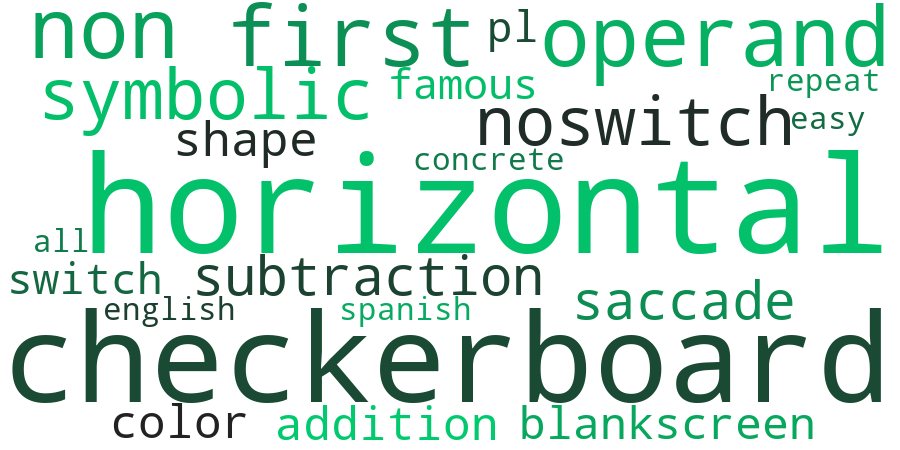 non first pl operand
symbolic famous repeat
shape noswitch easy
concrete
horizontal
all
switch subtraction
english spanish saccade
checkerboard
color addition blankscreen